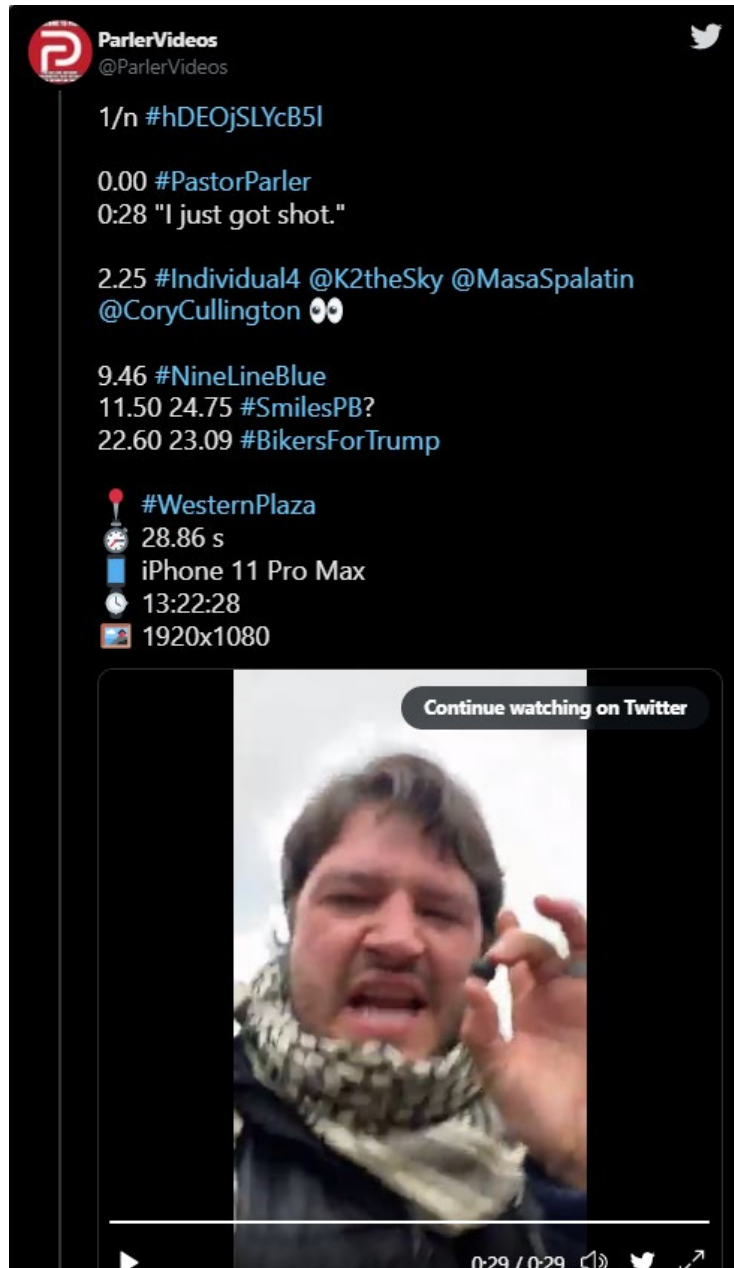 ParlerVideos
@ParlerVideos
1/n #hDEOjSLYcB5l
0.00 #PastorParler
0:28 "I just got shot."
2.25 #Individual4 @K2theSky @MasaSpalatin
@CoryCullington 👀
9.46 #NineLineBlue
11.50 24.75 #SmilesPB?
22.60 23.09 #BikersForTrump
📍 #WesternPlaza
⏱ 28.86 s
📱 iPhone 11 Pro Max
🕓 13:22:28
🖼 1920x1080
Continue watching on Twitter
0:29 / 0:29